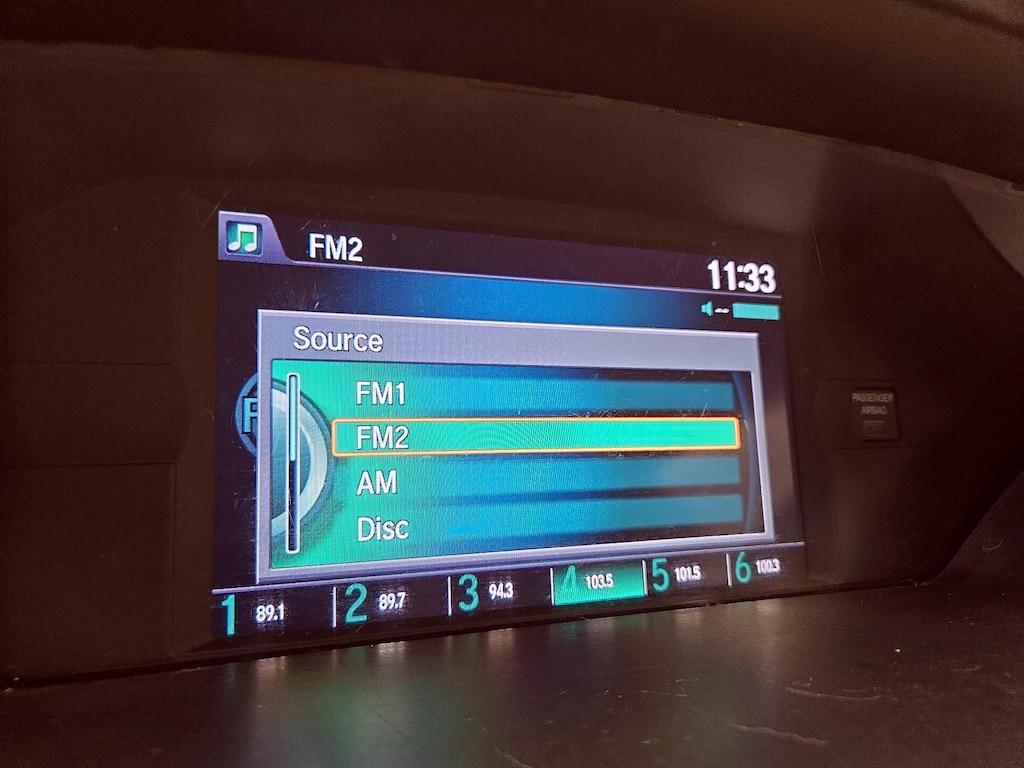 FM2
11:33
Source
FM1
FM2
AM
Disc
1 89.1 2 89.7 3 94.3 4 103.5 5 101.5 6 100.3
PASSENGER
AIRBAG